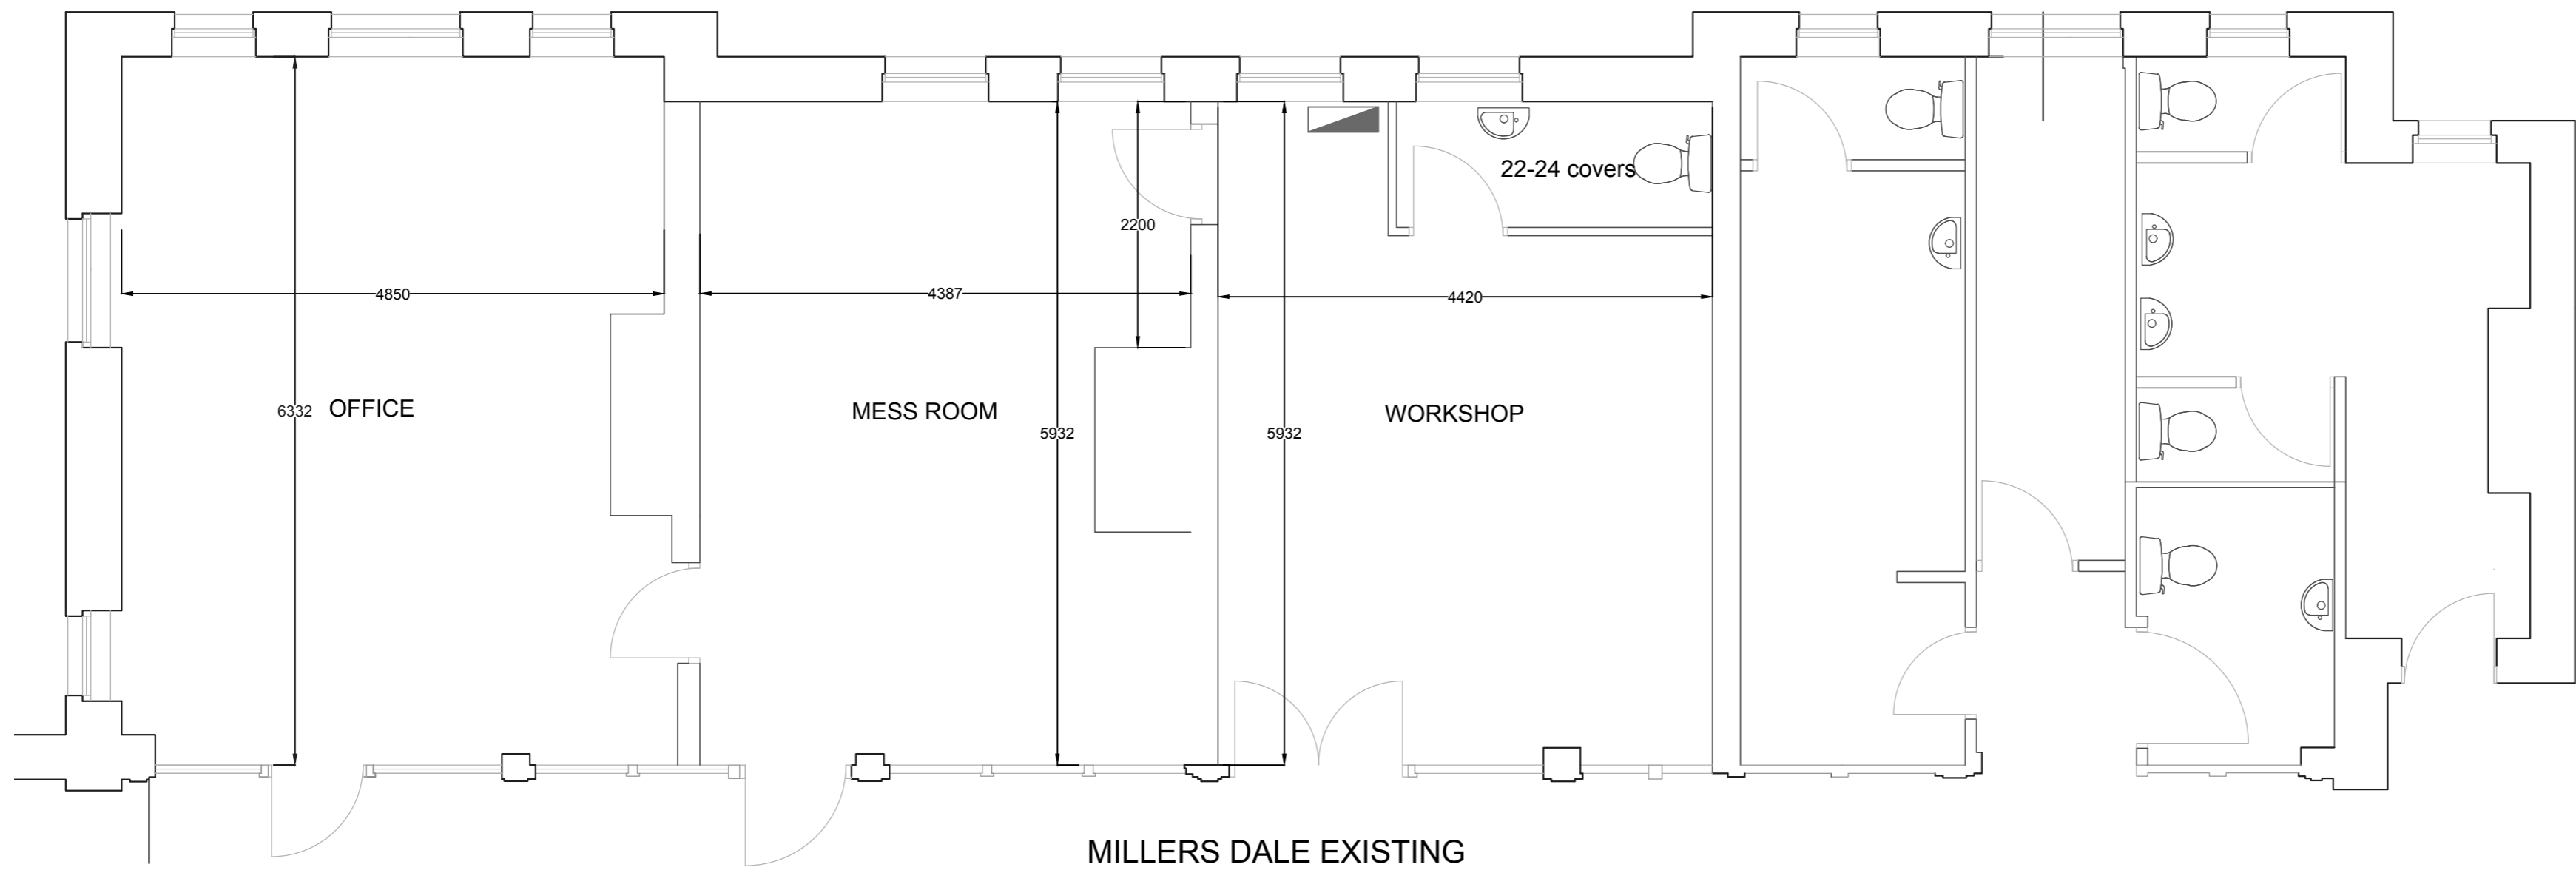 22-24 covers
2200
4850
4387
4420
6332
OFFICE
MESS ROOM
5932
5932
WORKSHOP
MILLERS DALE EXISTING